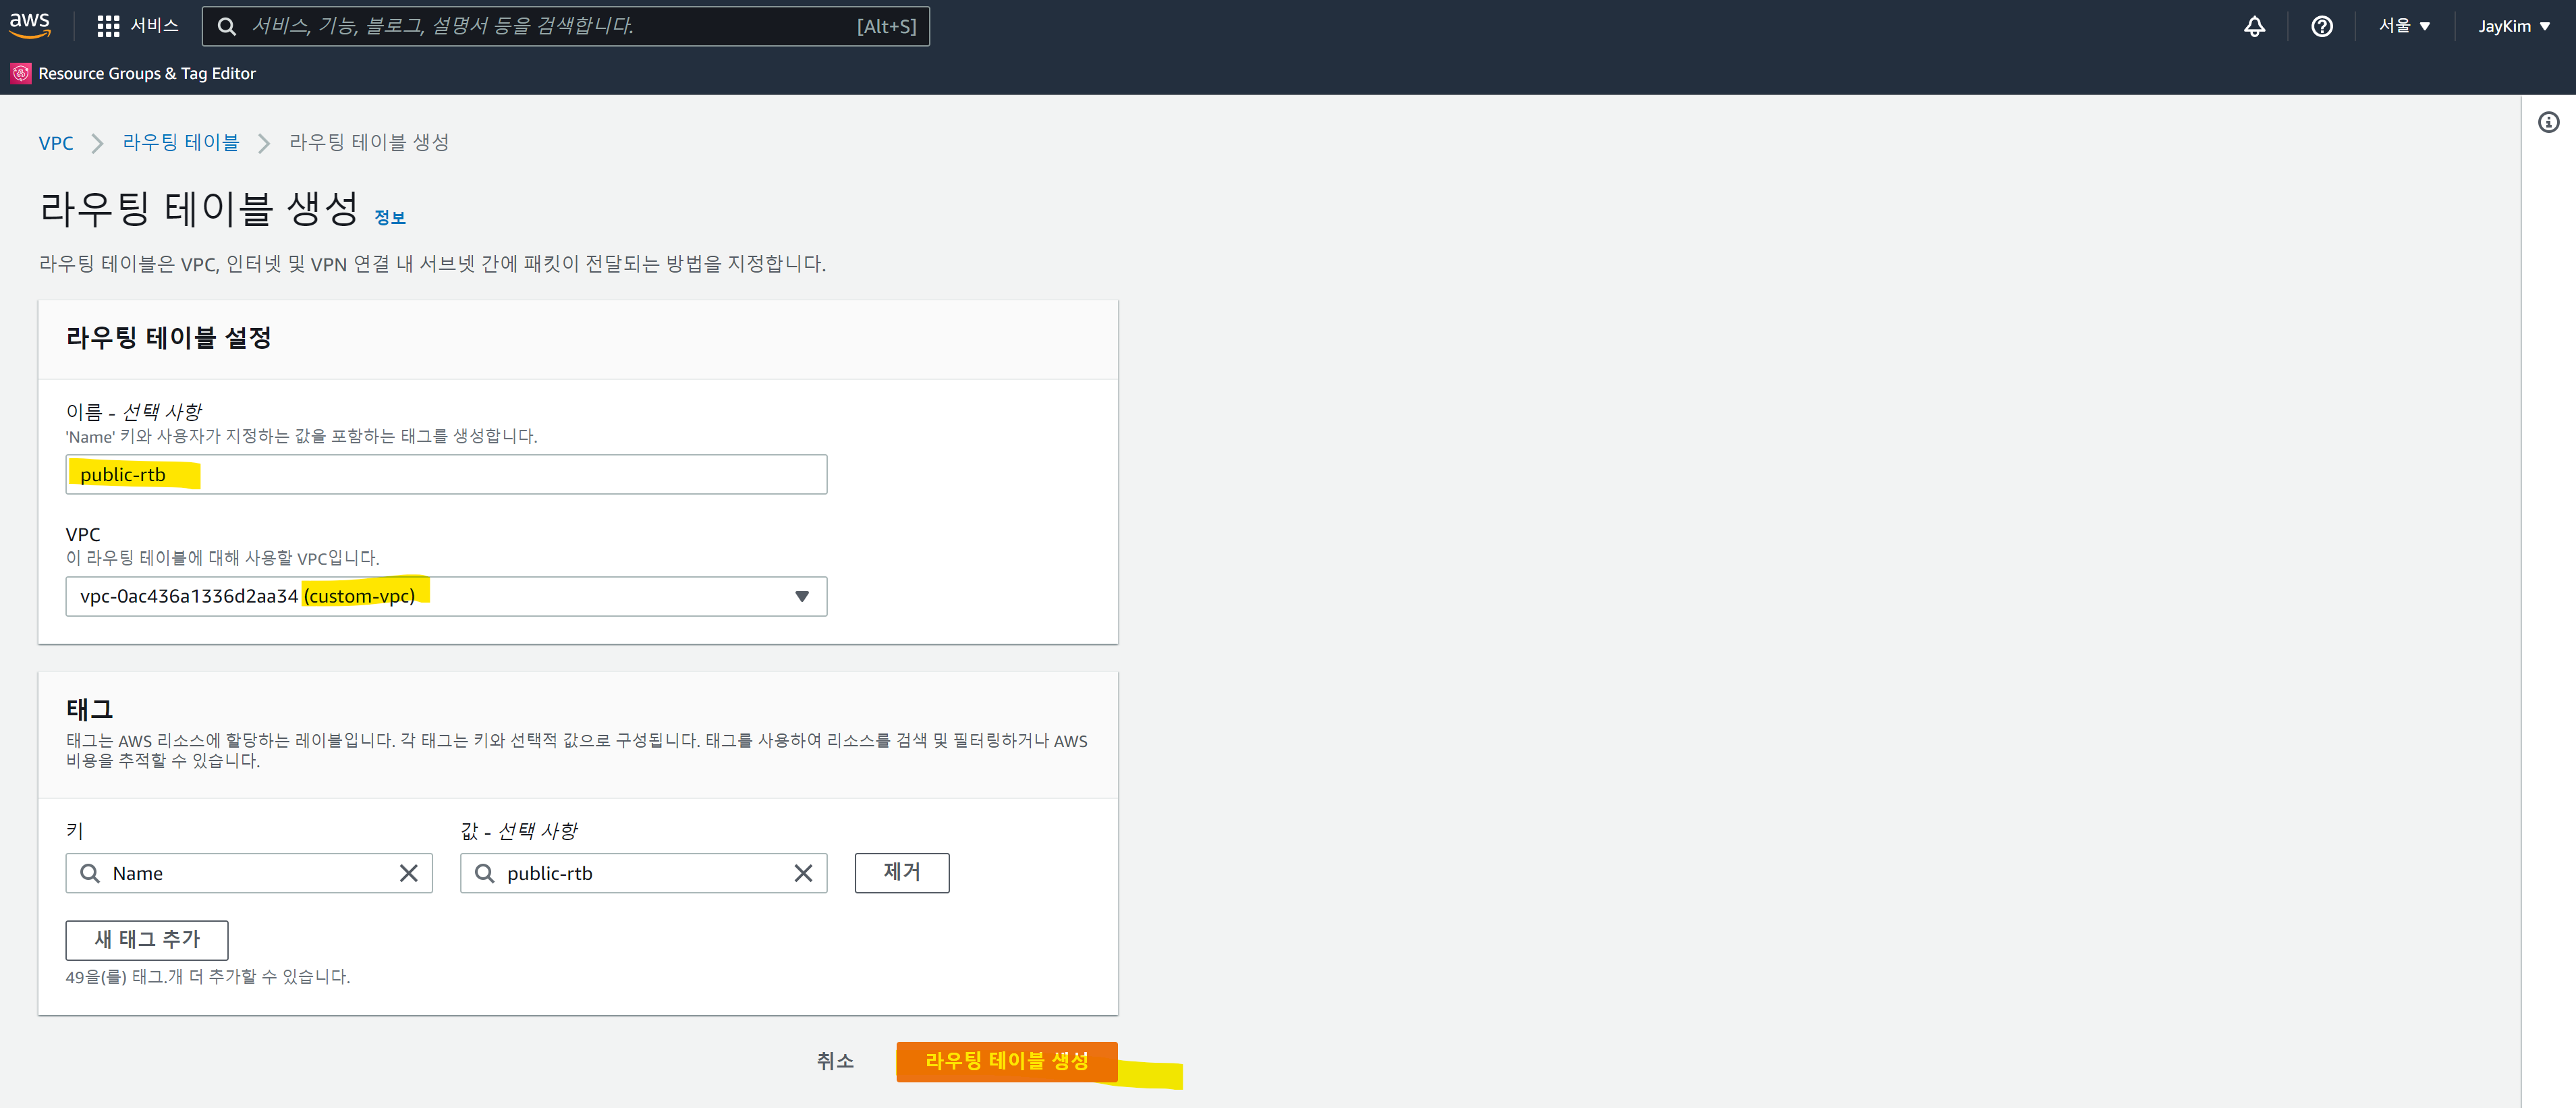 aws 서비스 서비스, 기능, 블로그, 설명서 등을 검색합니다. [Alt+S] 서울 JayKim
Resource Groups & Tag Editor
VPC 라우팅 테이블 라우팅 테이블 생성
라우팅 테이블 생성 정보
라우팅 테이블은 VPC, 인터넷 및 VPN 연결 내 서브넷 간에 패킷이 전달되는 방법을 지정합니다.
라우팅 테이블 설정
이름 - 선택 사항
'Name' 키와 사용자가 지정하는 값을 포함하는 태그를 생성합니다.
public-rtb
VPC
이 라우팅 테이블에 대해 사용할 VPC입니다.
vpc-0ac436a1336d2aa34 (custom-vpc)
태그
태그는 AWS 리소스에 할당하는 레이블입니다. 각 태그는 키와 선택적 값으로 구성됩니다. 태그를 사용하여 리소스를 검색 및 필터링하거나 AWS
비용을 추적할 수 있습니다.
키 값 - 선택 사항
Name public-rtb 제거
새 태그 추가
49을(를) 태그.개 더 추가할 수 있습니다.
취소 라우팅 테이블 생성